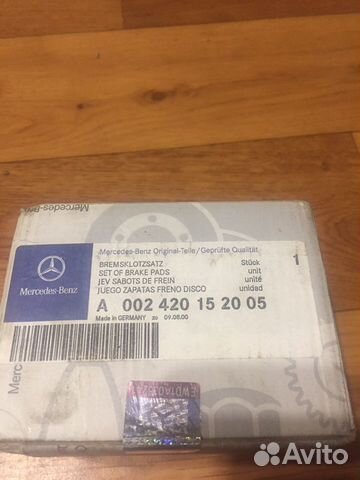 Mercedes-B
Mercedes-Benz Original-Teile/Geprüfte Qualität
BREMSKLOTZSATZ Stück 1
SET OF BRAKE PADS unit
JEV SABOTS DE FREIN unité
JUEGO ZAPATAS FRENO DISCO unidad
Mercedes-Benz
A 002 420 15 20 05
Made in GERMANY zo 09.08.00
Merc
Avito